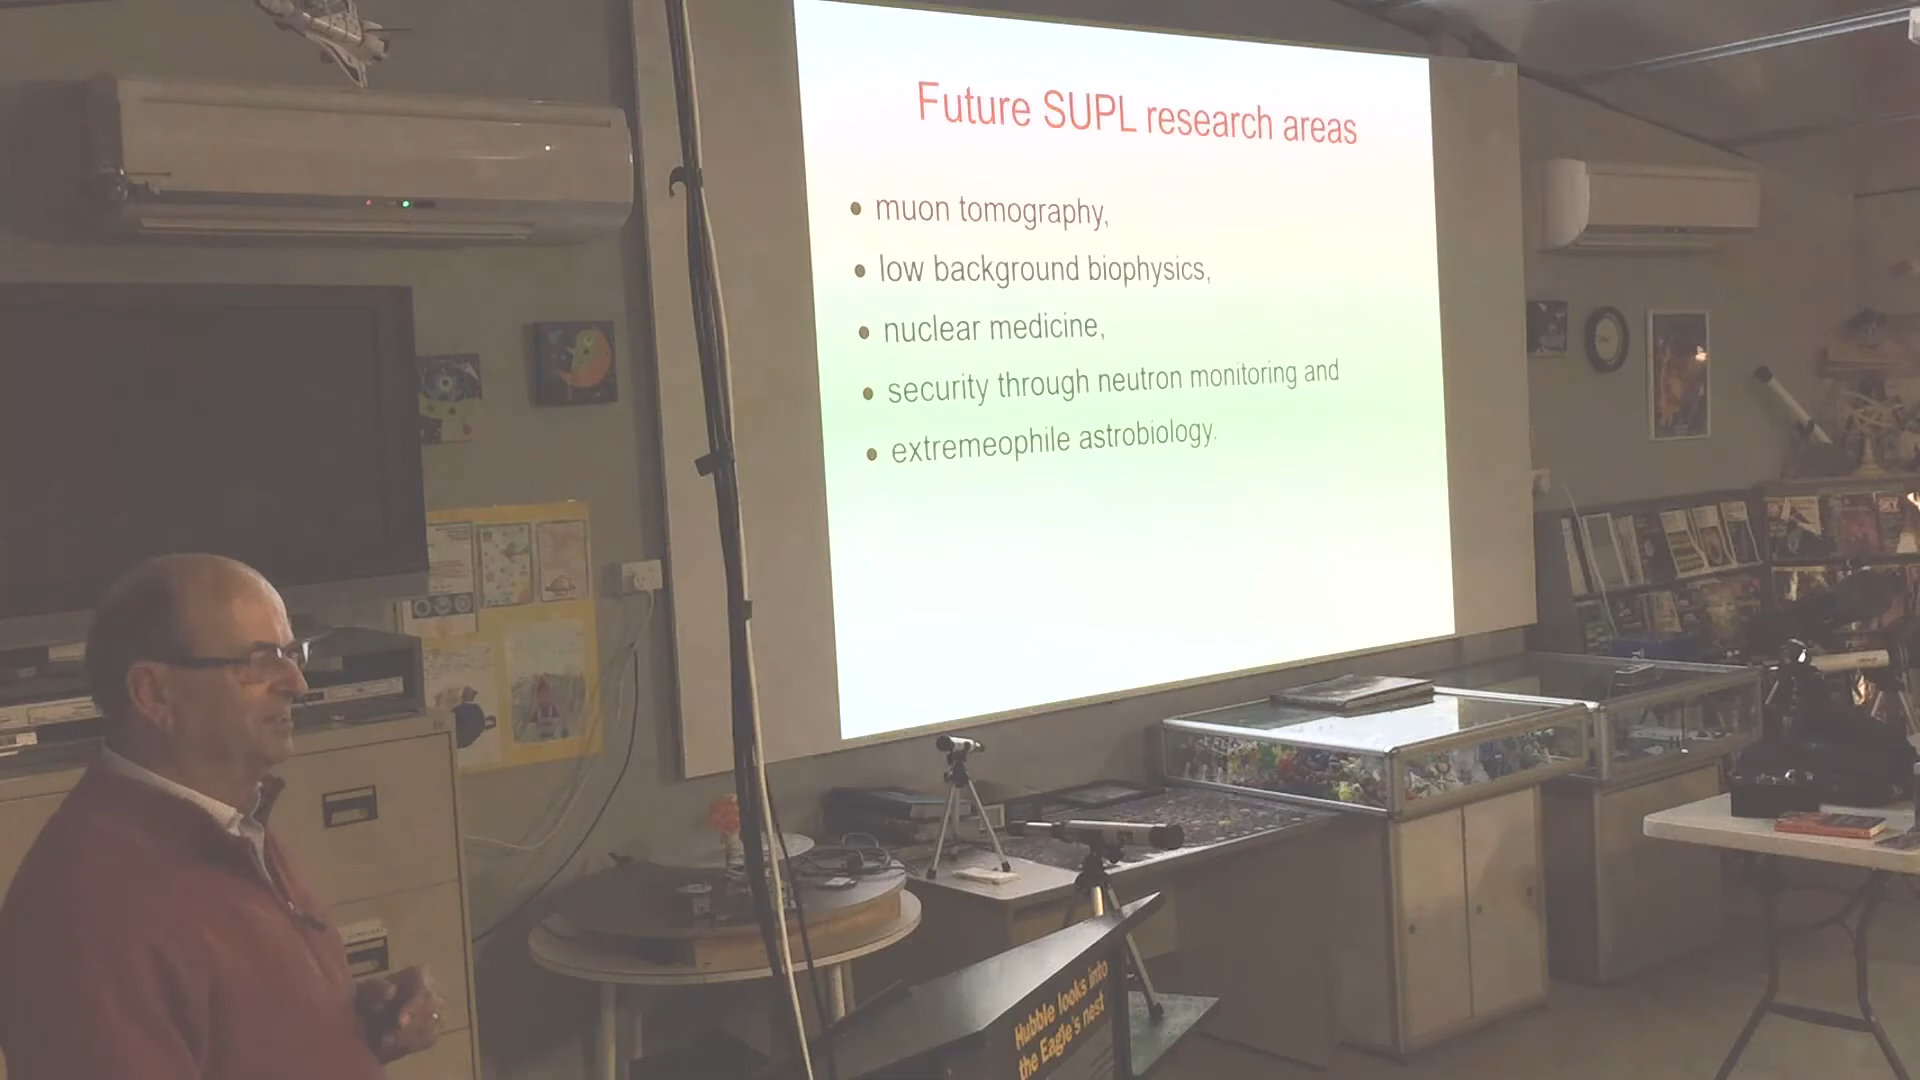 Future SUPL research areas
• muon tomography,
• low background biophysics,
• nuclear medicine,
• security through neutron monitoring and
• extremeophile astrobiology.
Hubble looks into
the Eagle's nest